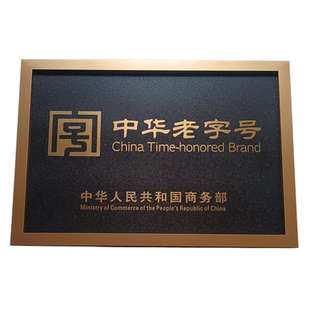 中华老字号
China Time-honored Brand
中华人民共和国商务部
Ministry of Commerce of the People's Republic of China